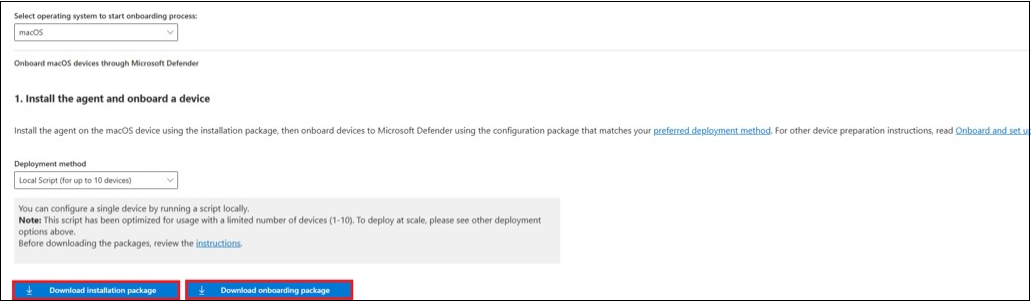 Select operating system to start onboarding process:
macOS
Onboard macOS devices through Microsoft Defender
1. Install the agent and onboard a device
Install the agent on the macOS device using the installation package, then onboard devices to Microsoft Defender using the configuration package that matches your preferred deployment method. For other device preparation instructions, read Onboard and set u
Deployment method
Local Script (for up to 10 devices)
You can configure a single device by running a script locally.
Note: This script has been optimized for usage with a limited number of devices (1-10). To deploy at scale, please see other deployment
options above.
Before downloading the packages, review the instructions.
Download installation package
Download onboarding package